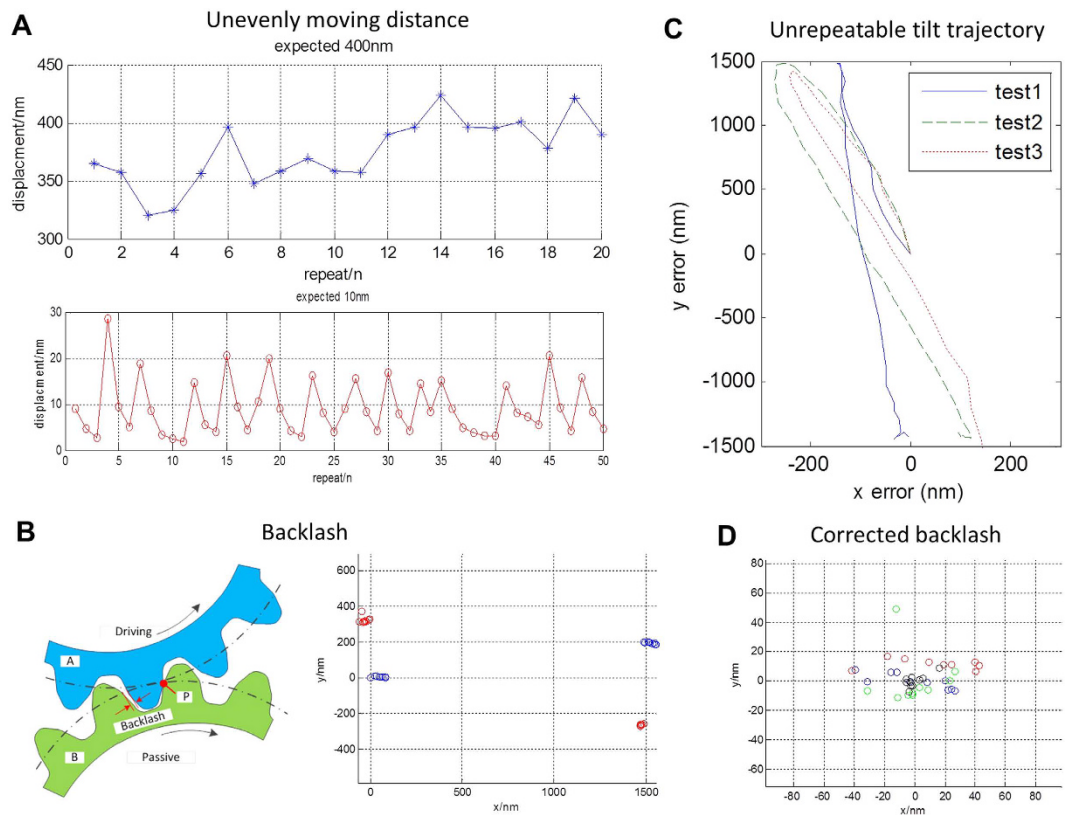 A
Unevenly moving distance
expected 400nm
450
400
350
300
displacment/nm
0 2 4 6 8 10 12 14 16 18 20
repeat/n
expected 10nm
30
20
10
0
displacment/nm
0 5 10 15 20 25 30 35 40 45 50
repeat/n
C
Unrepeatable tilt trajectory
test1
test2
test3
1500
1000
500
0
-500
-1000
-1500
y error (nm)
-200 0 200
x error (nm)
B
Backlash
Driving
A
P
Backlash
B
Passive
600
400
200
0
-200
-400
y/nm
0 500 1000 1500
x/nm
D
Corrected backlash
80
60
40
20
0
-20
-40
-60
y/nm
-80 -60 -40 -20 0 20 40 60 80
x/nm